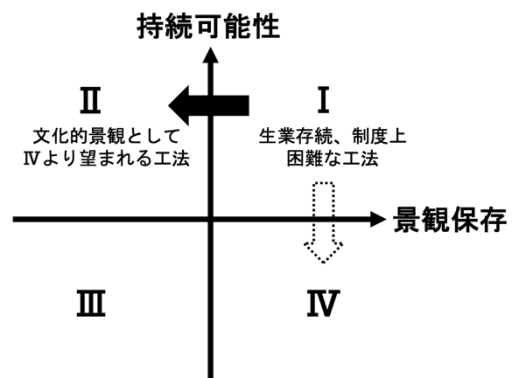 持続可能性
Ⅱ
文化的景観として
Ⅳより望まれる工法
Ⅰ
生業存続、制度上
困難な工法
景観保存
Ⅲ
Ⅳ